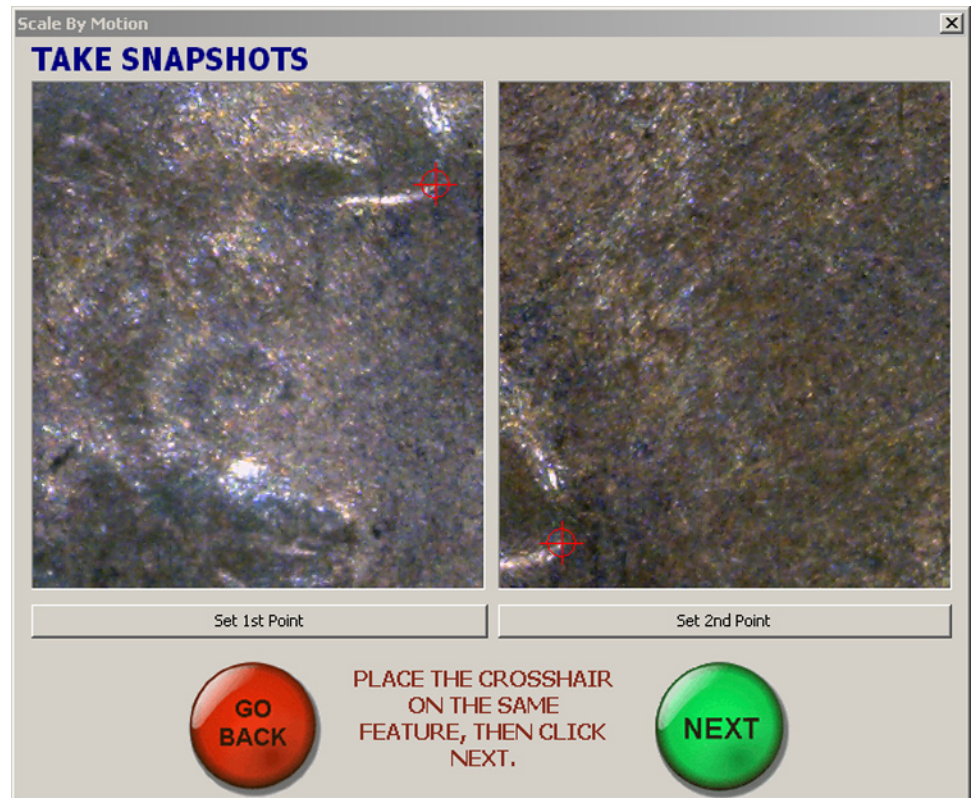 Scale By Motion
TAKE SNAPSHOTS
Set 1st Point
Set 2nd Point
GO
BACK
PLACE THE CROSSHAIR
ON THE SAME
FEATURE, THEN CLICK
NEXT.
NEXT